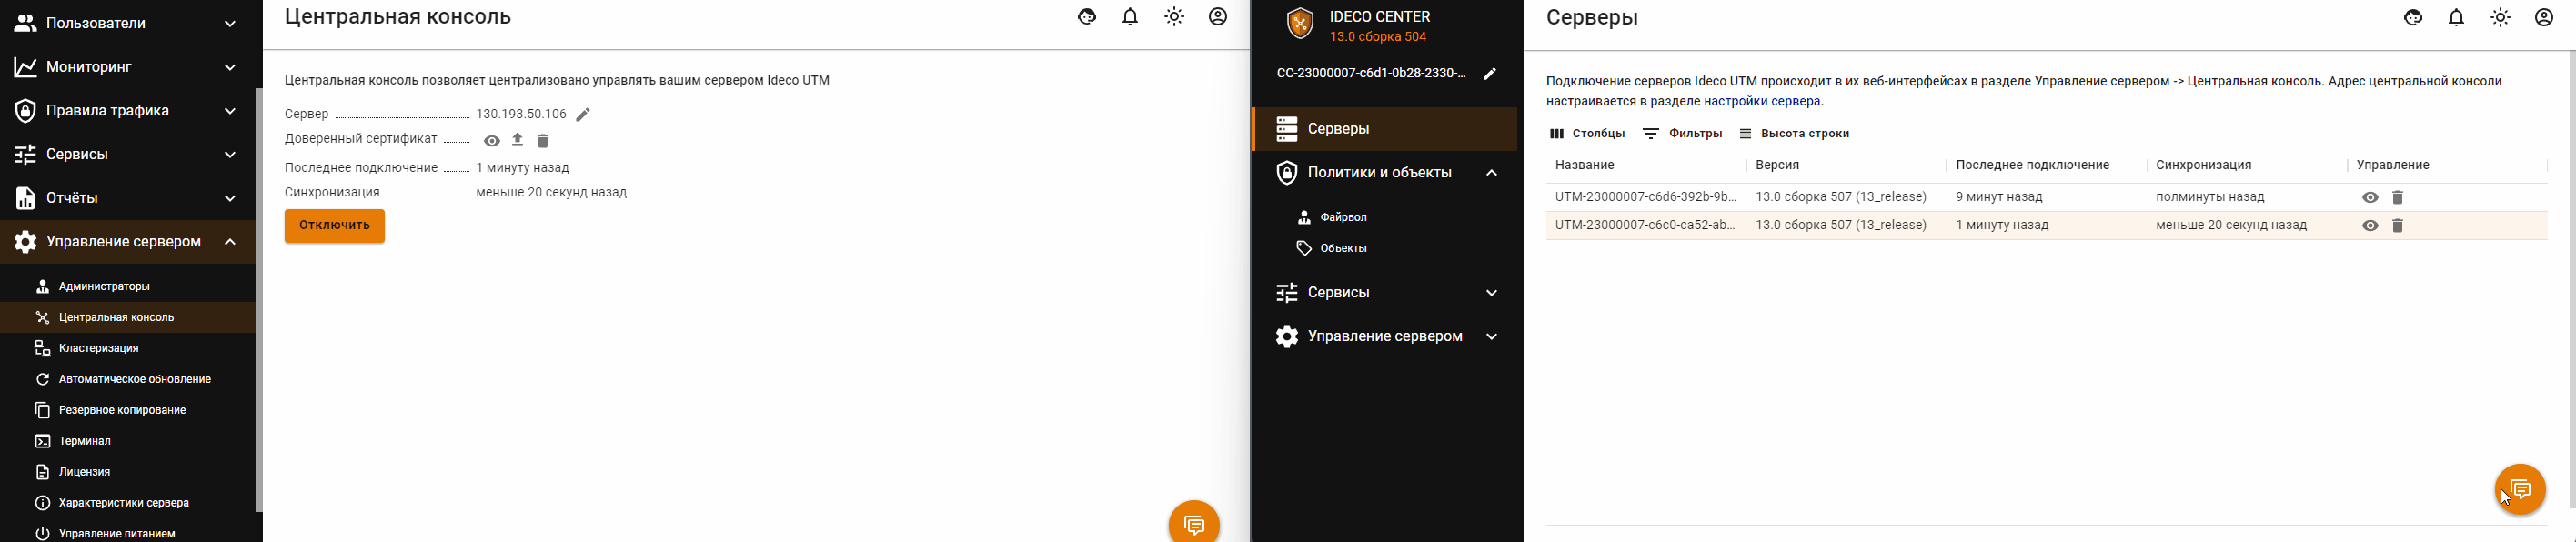 Пользователи
Мониторинг
Правила трафика
Сервисы
Отчёты
Управление сервером
Администраторы
Центральная консоль
Кластеризация
Автоматическое обновление
Резервное копирование
Терминал
Лицензия
Характеристики сервера
Управление питанием
Центральная консоль
Центральная консоль позволяет централизовано управлять вашим сервером Ideco UTM
Сервер 130.193.50.106
Доверенный сертификат
Последнее подключение 1 минуту назад
Синхронизация меньше 20 секунд назад
Отключить
IDECO CENTER
13.0 сборка 504
CC-23000007-c6d1-0b28-2330-...
Серверы
Политики и объекты
Файрвол
Объекты
Сервисы
Управление сервером
Серверы
Подключение серверов Ideco UTM происходит в их веб-интерфейсах в разделе Управление сервером -> Центральная консоль. Адрес центральной консоли
настраивается в разделе настройки сервера.
Столбцы Фильтры Высота строки
Название Версия Последнее подключение Синхронизация Управление
UTM-23000007-c6d6-392b-9b... 13.0 сборка 507 (13_release) 9 минут назад полминуты назад
UTM-23000007-c6c0-ca52-ab... 13.0 сборка 507 (13_release) 1 минуту назад меньше 20 секунд назад